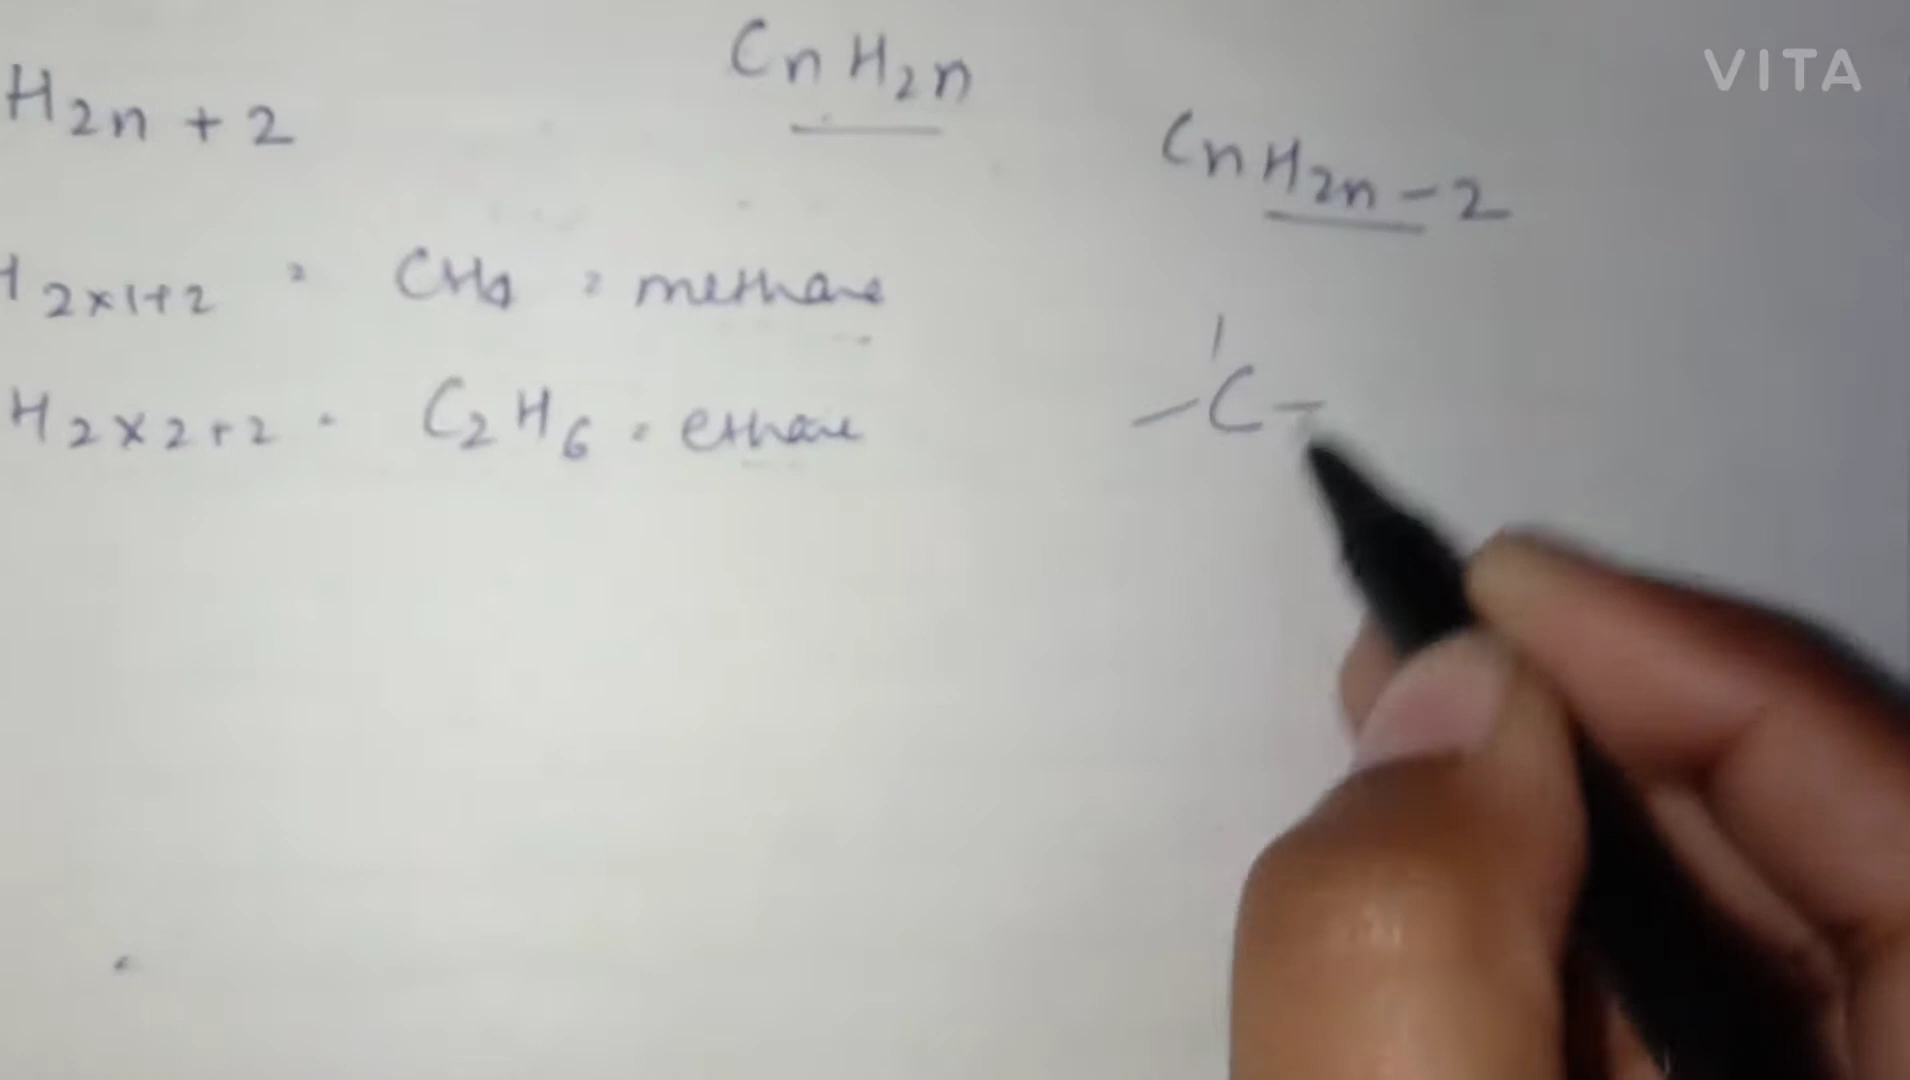 H2n + 2
CnH2n
VITA
CnH2n - 2
H2x1+2 = CH4 = methane
H2x2+2 = C2H6 = ethane
C